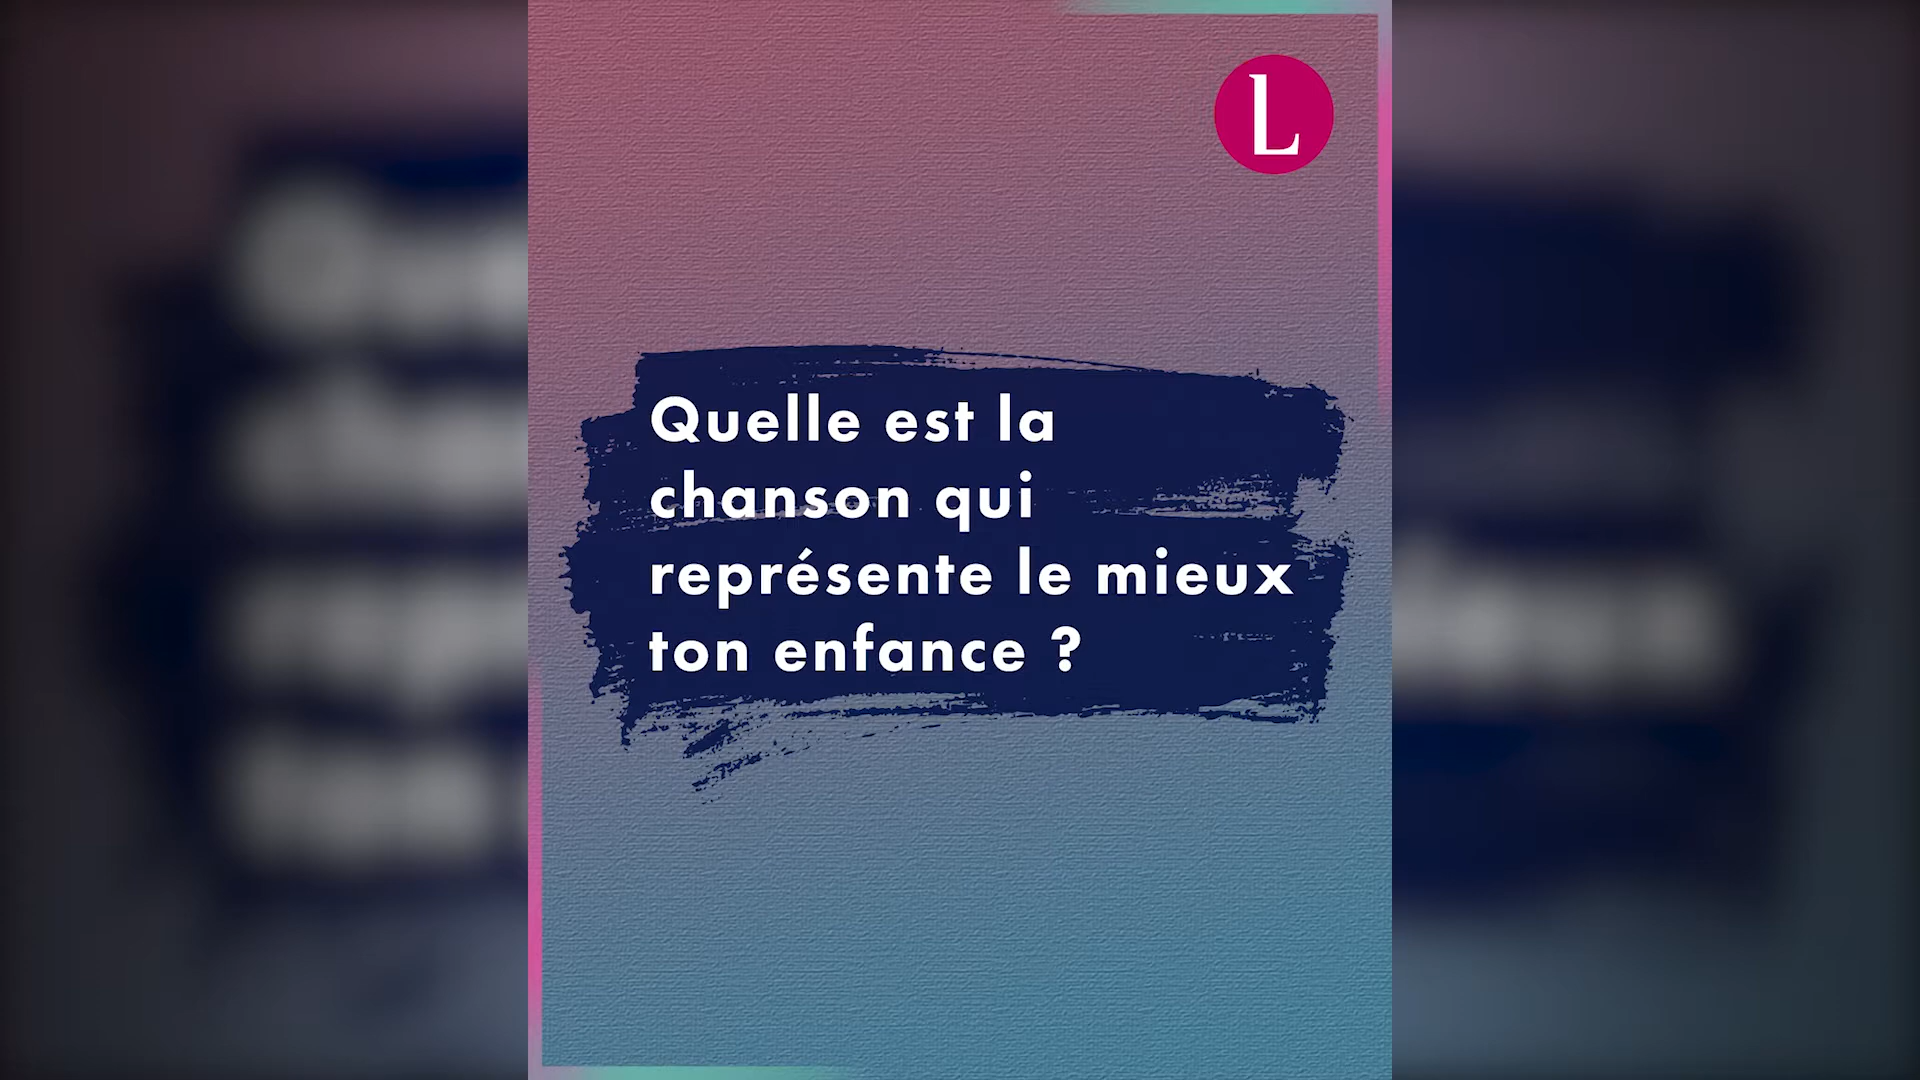 L
Quelle est la
chanson qui
représente le mieux
ton enfance ?